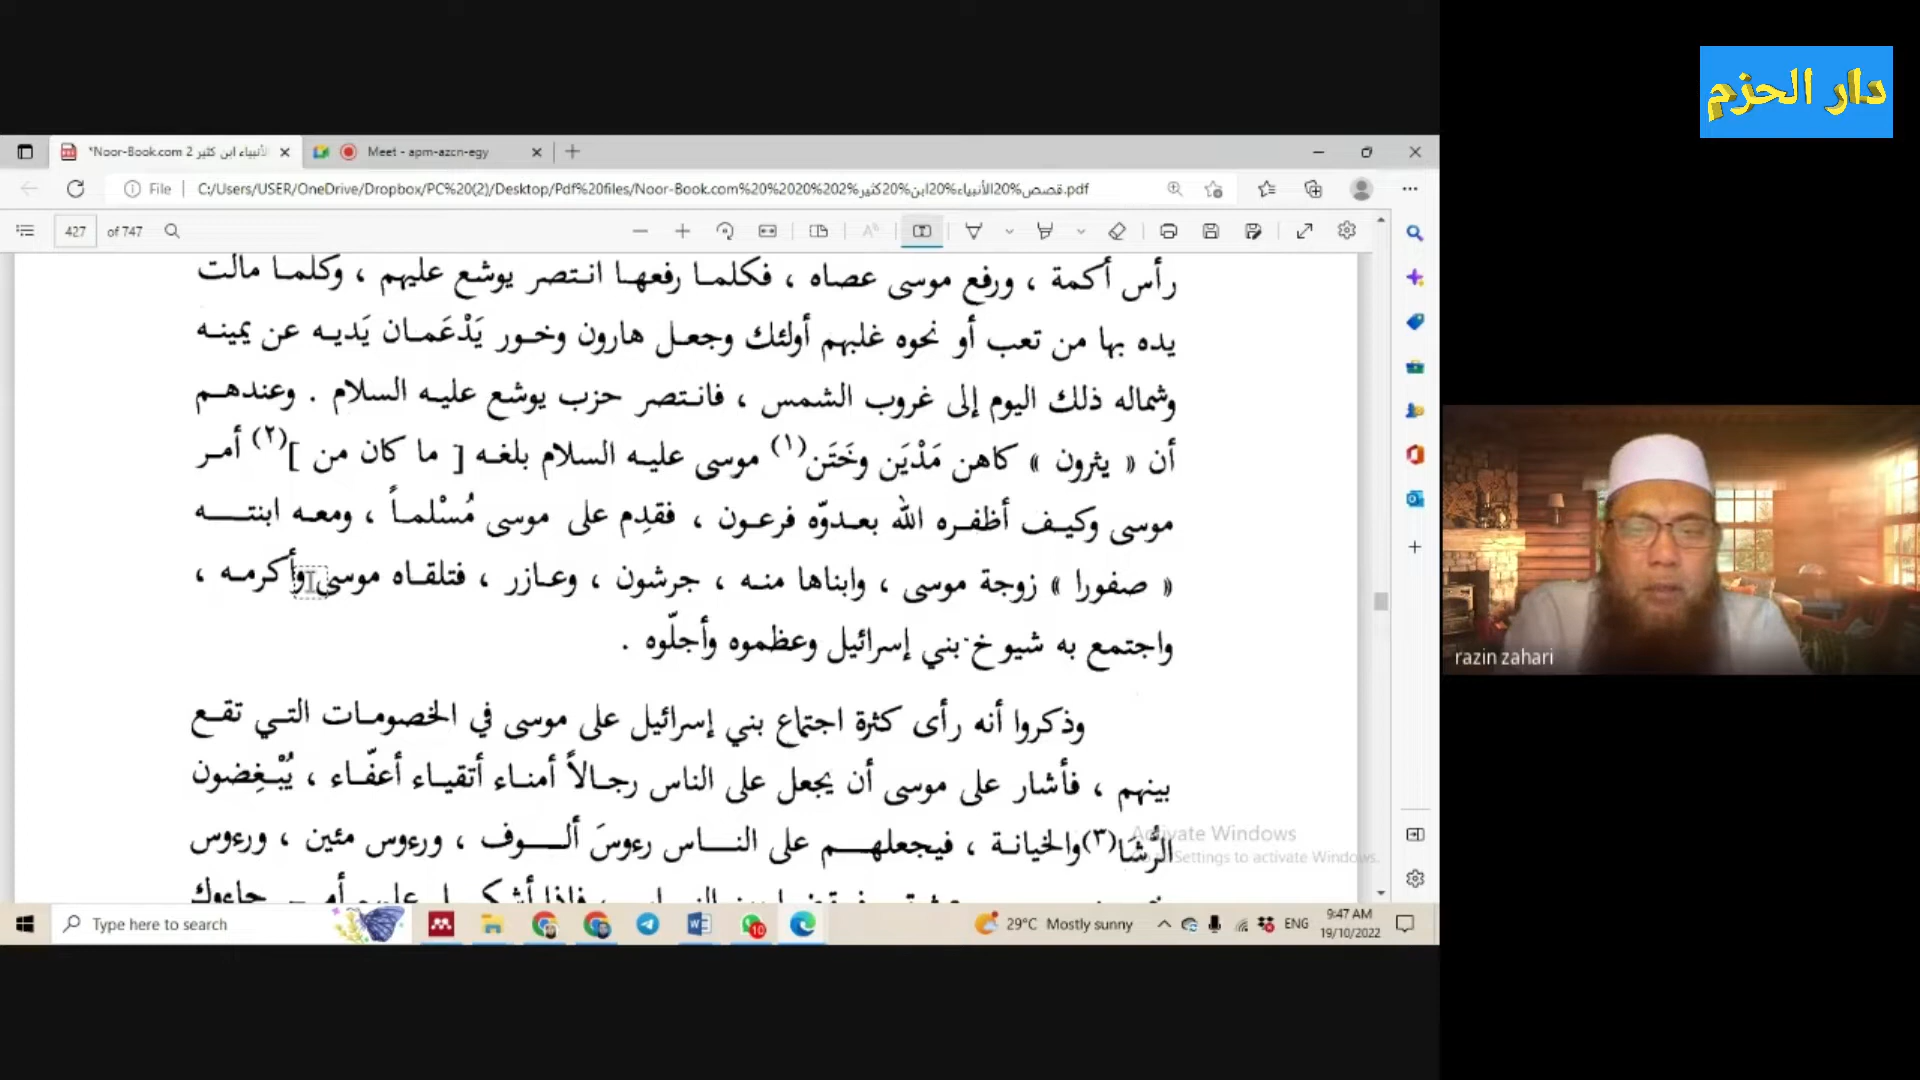 دار الحزم
*Noor-Book.com 2 الأنبياء ابن كثير
Meet - apm-azcn-egy
File
C:/Users/USER/OneDrive/Dropbox/PC%20(2)/Desktop/Pdf%20files/Noor-Book.com%20%2020%202%قصص%20الأنبياء%20ابن%20كثير.pdf
427 of 747
رأس أكمة ، ورفع موسى عصاه ، فكلما رفعها انتصر يوشع عليهم ، وكلما مالت
يده بها من تعب أو نحوه غلبهم أولئك وجعل هارون وخور يَدْعَمان يَديه عن يمينه
وشماله ذلك اليوم إلى غروب الشمس ، فانتصر حزب يوشع عليه السلام . وعندهم
أن « يثرون » كاهن مَدْيَن وخَتَن(١) موسى عليه السلام بلغه [ ما كان من ](٢) أمر
موسى وكيف أظفره الله بعدوّه فرعون ، فقدِم على موسى مُسْلماً ، ومعه ابنته
« صفورا » زوجة موسى ، وابناها منه ، جرشون ، وعازر ، فتلقاه موسى وأكرمه ،
واجتمع به شيوخ بني إسرائيل وعظموه وأجلّوه .
وذكروا أنه رأى كثرة اجتماع بني إسرائيل على موسى في الخصومات التي تقع
بينهم ، فأشار على موسى أن يجعل على الناس رجالاً أمناء أتقياء أعفّاء ، يُبْغِضون
الرُّشَا(٣) والخيانة ، فيجعلهم على الناس رءوسَ ألوف ، ورءوس مئين ، ورءوس
Activate Windows
Settings to activate Windows.
razin zahari
Type here to search
10
29°C Mostly sunny
ENG
9:47 AM
19/10/2022